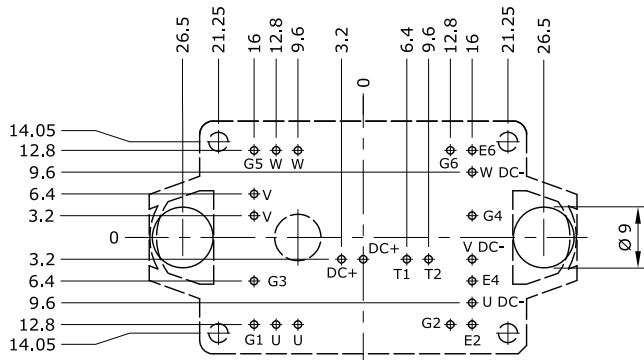 26.5 21.25 16 12.8 9.6 3.2 0 6.4 9.6 12.8 16 21.25 26.5
14.05
12.8 G5 W W G6 E6
9.6 W DC-
6.4 V
3.2 V G4
0 DC+ V DC- Ø 9
3.2 DC+ T1 T2
6.4 G3 E4
9.6 U DC-
12.8 G1 U U G2 E2
14.05